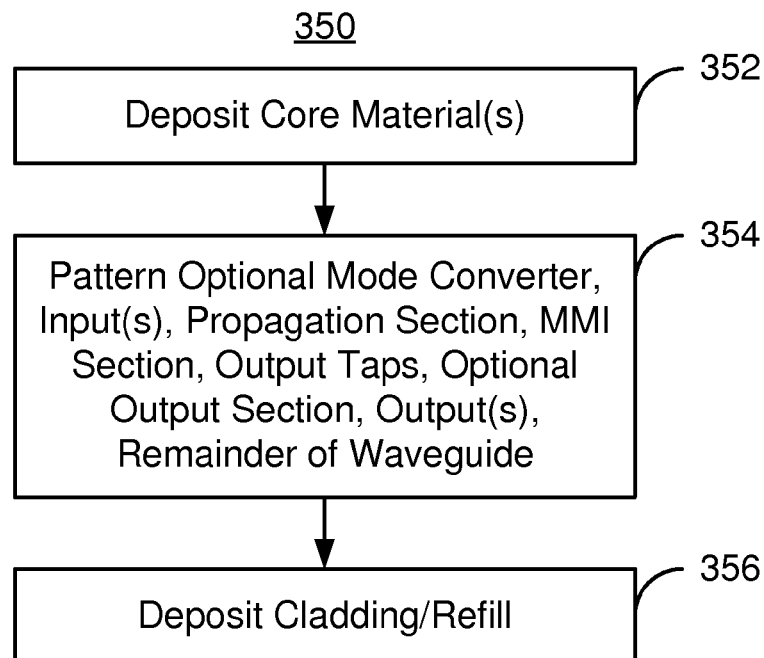 350
352
Deposit Core Material(s)
354
Pattern Optional Mode Converter,
Input(s), Propagation Section, MMI
Section, Output Taps, Optional
Output Section, Output(s),
Remainder of Waveguide
356
Deposit Cladding/Refill